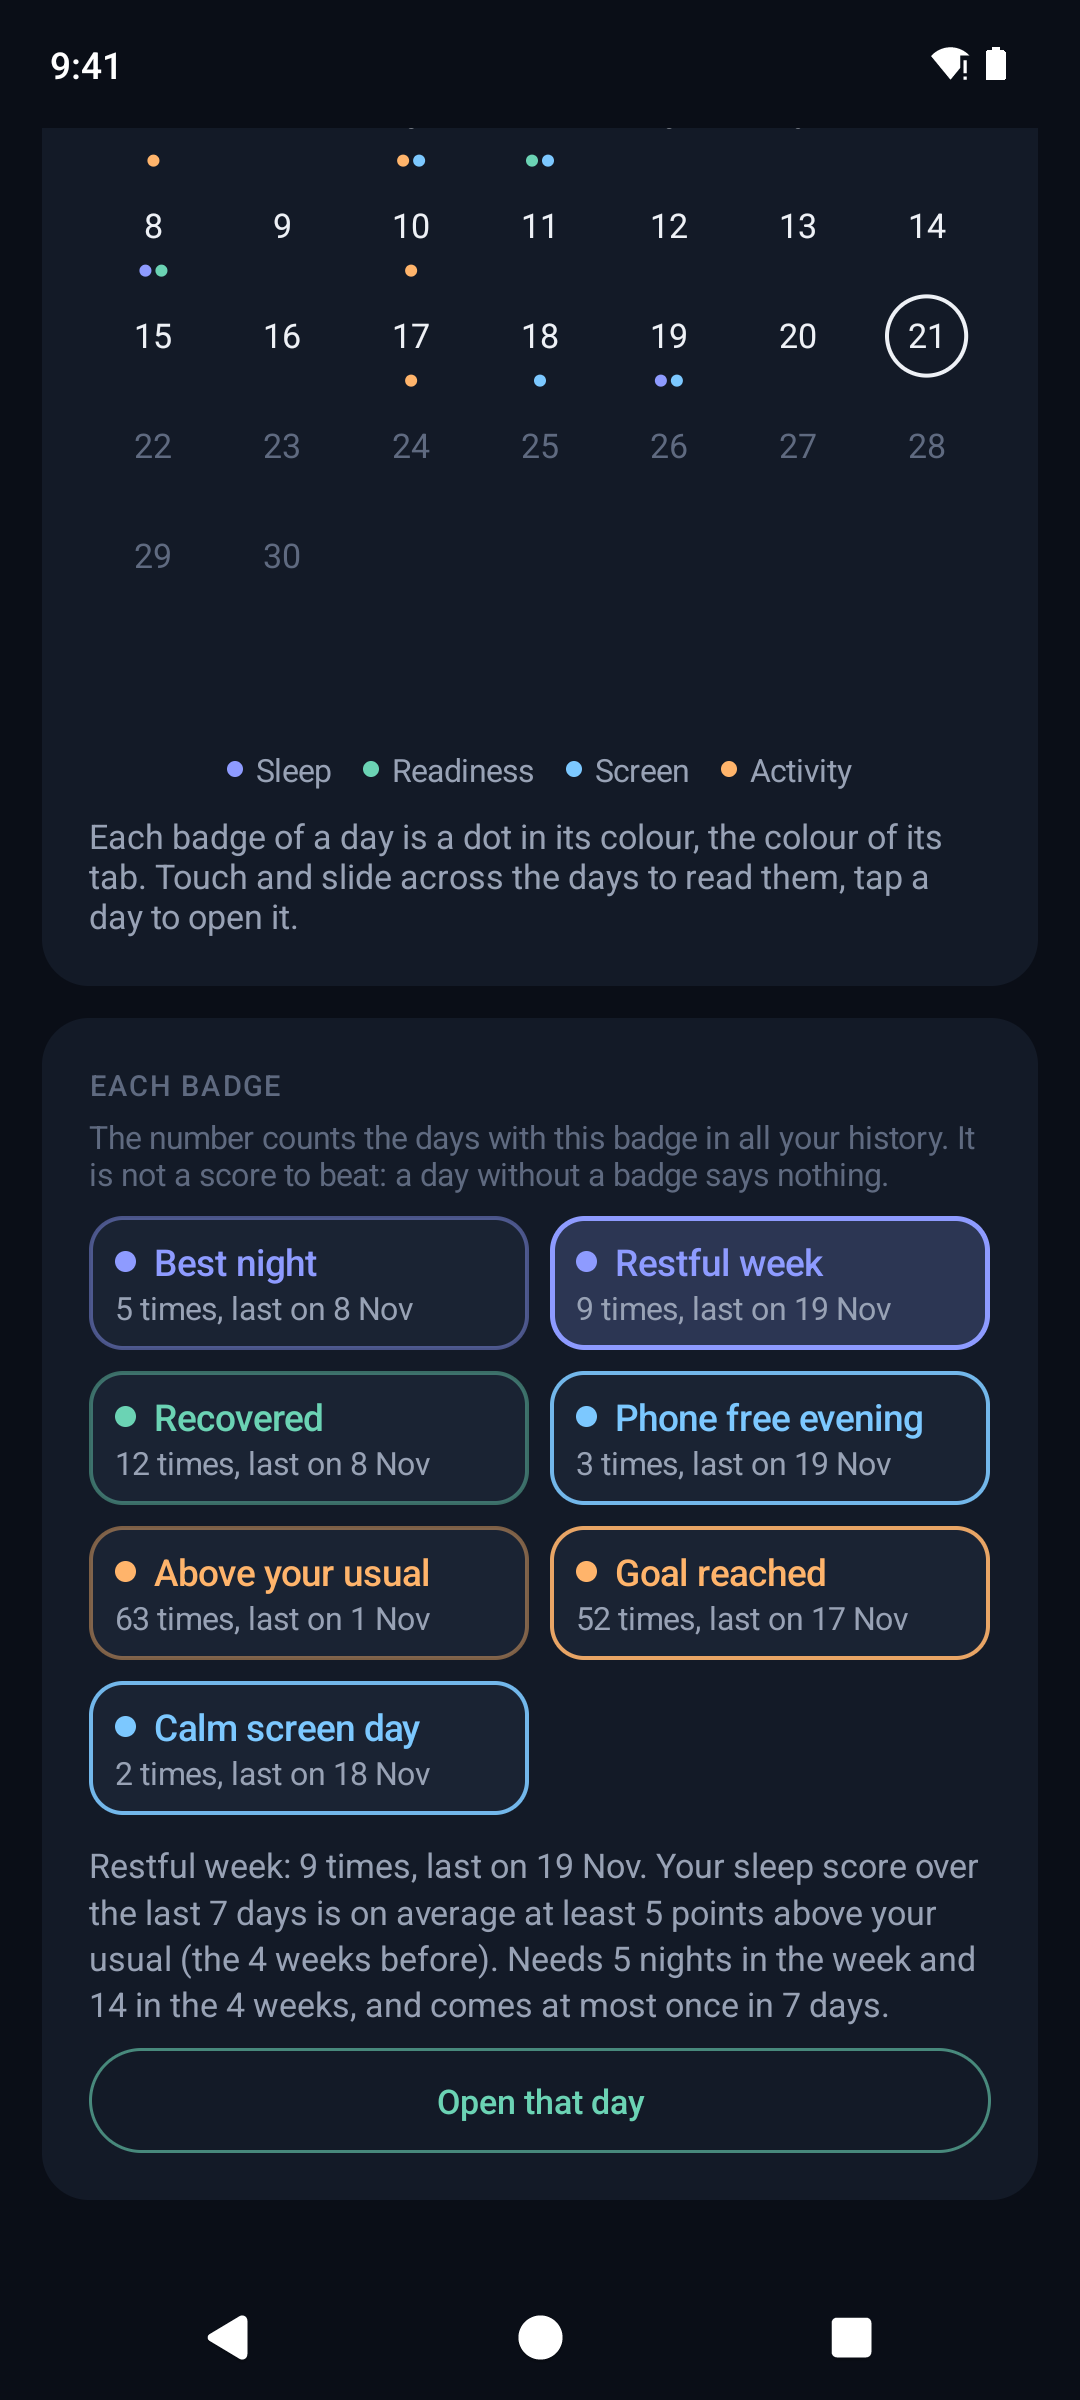 9:41
8 9 10 11 12 13 14
15 16 17 18 19 20 21
22 23 24 25 26 27 28
29 30
Sleep Readiness Screen Activity
Each badge of a day is a dot in its colour, the colour of its
tab. Touch and slide across the days to read them, tap a
day to open it.
EACH BADGE
The number counts the days with this badge in all your history. It
is not a score to beat: a day without a badge says nothing.
Best night
5 times, last on 8 Nov
Restful week
9 times, last on 19 Nov
Recovered
12 times, last on 8 Nov
Phone free evening
3 times, last on 19 Nov
Above your usual
63 times, last on 1 Nov
Goal reached
52 times, last on 17 Nov
Calm screen day
2 times, last on 18 Nov
Restful week: 9 times, last on 19 Nov. Your sleep score over
the last 7 days is on average at least 5 points above your
usual (the 4 weeks before). Needs 5 nights in the week and
14 in the 4 weeks, and comes at most once in 7 days.
Open that day